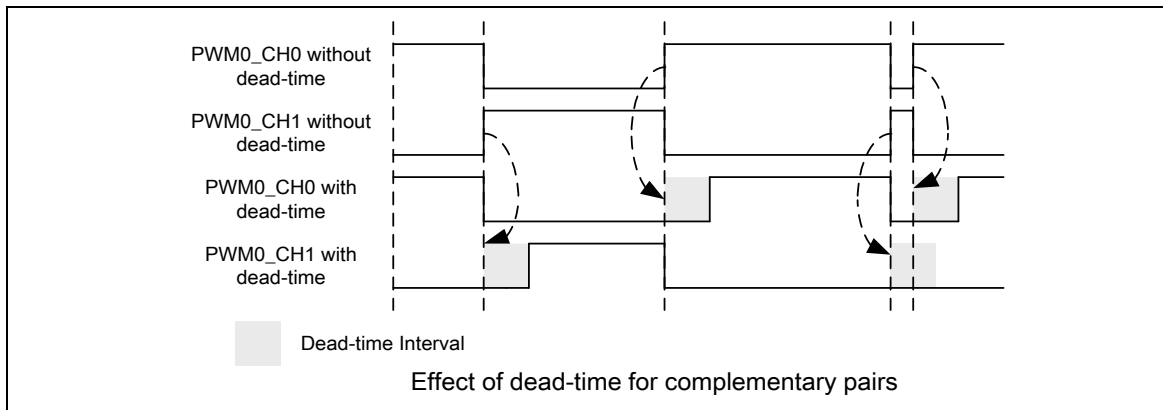 PWM0_CH0 without
dead-time
PWM0_CH1 without
dead-time
PWM0_CH0 with
dead-time
PWM0_CH1 with
dead-time
Dead-time Interval
Effect of dead-time for complementary pairs